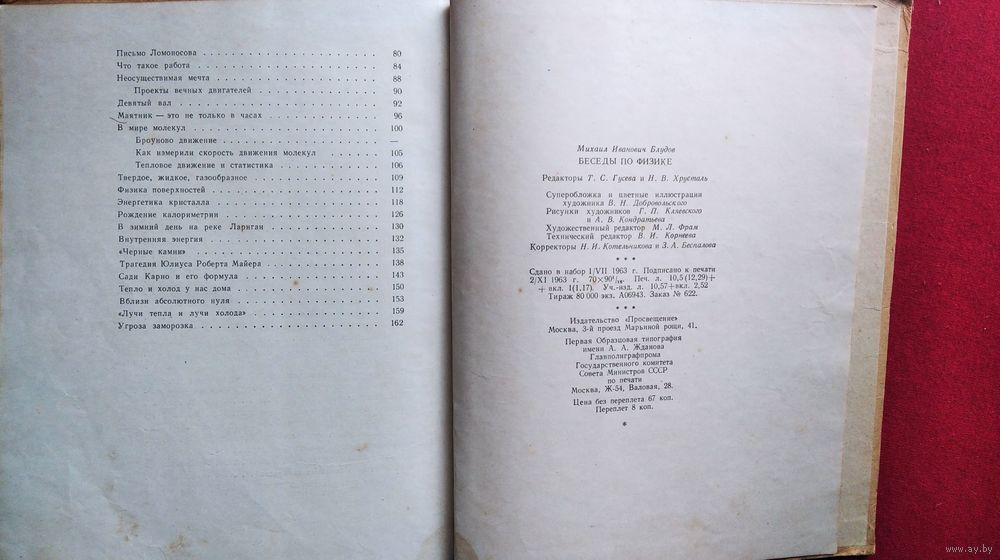 Письмо Ломоносова . . . . . . . . . . . . . . . 80
Что такое работа . . . . . . . . . . . . . . . 84
Неосуществимая мечта . . . . . . . . . . . . . . . 88
Проекты вечных двигателей . . . . . . . . . . . . 90
Девятый вал . . . . . . . . . . . . . . . 92
Маятник — это не только в часах . . . . . . . . . . . 96
В мире молекул . . . . . . . . . . . . . . . 100
Броуново движение . . . . . . . . . . . . . . . —
Как измерили скорость движения молекул . . . . . 105
Тепловое движение и статистика . . . . . . . . . . 106
Твердое, жидкое, газообразное . . . . . . . . . . . . 109
Физика поверхностей . . . . . . . . . . . . . . . 112
Энергетика кристалла . . . . . . . . . . . . . . . 118
Рождение калориметрии . . . . . . . . . . . . . . . 126
В зимний день на реке Ларнган . . . . . . . . . . . . 130
Внутренняя энергия . . . . . . . . . . . . . . . 132
«Черные камни» . . . . . . . . . . . . . . . 135
Трагедия Юлиуса Роберта Майера . . . . . . . . . . . 138
Сади Карно и его формула . . . . . . . . . . . . . . 143
Тепло и холод у нас дома . . . . . . . . . . . . . . 150
Вблизи абсолютного нуля . . . . . . . . . . . . . . 153
«Лучи тепла и лучи холода» . . . . . . . . . . . . . 159
Угроза заморозка . . . . . . . . . . . . . . . 162
Михаил Иванович Блудов
БЕСЕДЫ ПО ФИЗИКЕ
Редакторы Т. С. Гусева и Н. В. Хрусталь
Суперобложка и цветные иллюстрации
художника В. Н. Добровольского
Рисунки художников Г. П. Кляевского
и А. В. Кондратьева
Художественный редактор М. Л. Фрам
Технический редактор В. И. Корнеева
Корректоры Н. И. Котельникова и З. А. Беспалова
* * *
Сдано в набор 1/VII 1963 г. Подписано к печати
2/XI 1963 г. 70×90¹/₁₆. Печ. л. 10,5 (12,29)+
+ вкл. 1(1,17). Уч.-изд. л. 10,57+вкл. 2,52
Тираж 80 000 экз. А06943. Заказ № 622.
* * *
Издательство «Просвещение»
Москва, 3-й проезд Марьиной рощи, 41.
Первая Образцовая типография
имени А. А. Жданова
Главполиграфпрома
Государственного комитета
Совета Министров СССР
по печати
Москва, Ж-54, Валовая, 28.
Цена без переплета 67 коп.
Переплет 8 коп.
*
www.ay.by